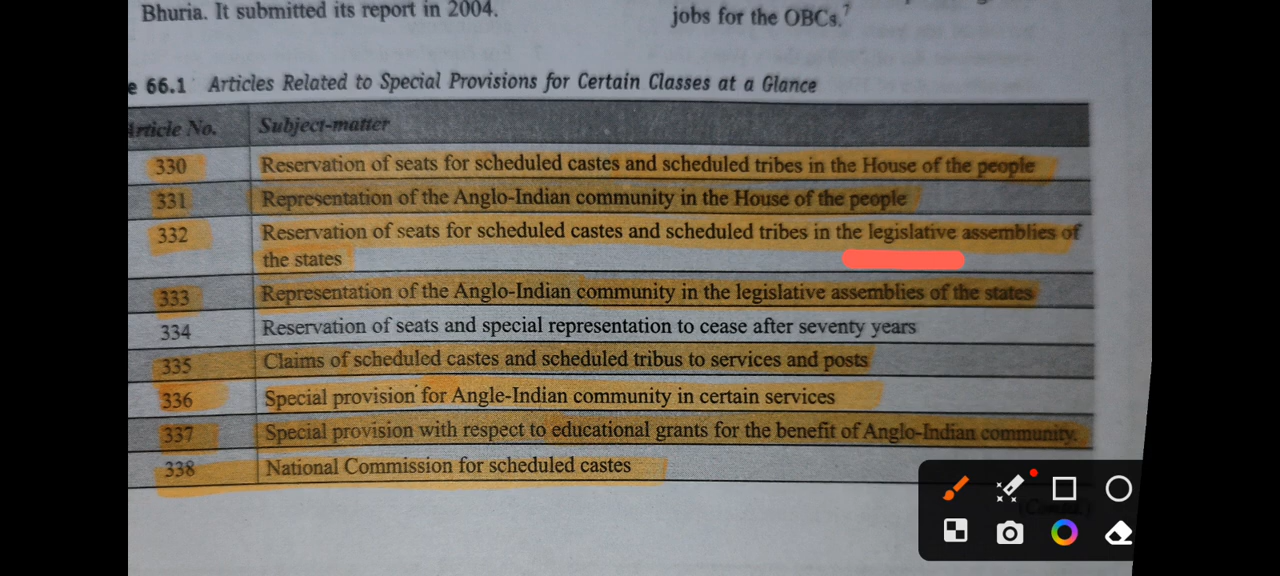 Bhuria. It submitted its report in 2004.
jobs for the OBCs.7
e 66.1 Articles Related to Special Provisions for Certain Classes at a Glance
Article No. Subject-matter
330 Reservation of seats for scheduled castes and scheduled tribes in the House of the people
331 Representation of the Anglo-Indian community in the House of the people
332 Reservation of seats for scheduled castes and scheduled tribes in the legislative assemblies of
the states
333 Representation of the Anglo-Indian community in the legislative assemblies of the states
334 Reservation of seats and special representation to cease after seventy years
335 Claims of scheduled castes and scheduled tribus to services and posts
336 Special provision for Angle-Indian community in certain services
337 Special provision with respect to educational grants for the benefit of Anglo-Indian community.
338 National Commission for scheduled castes